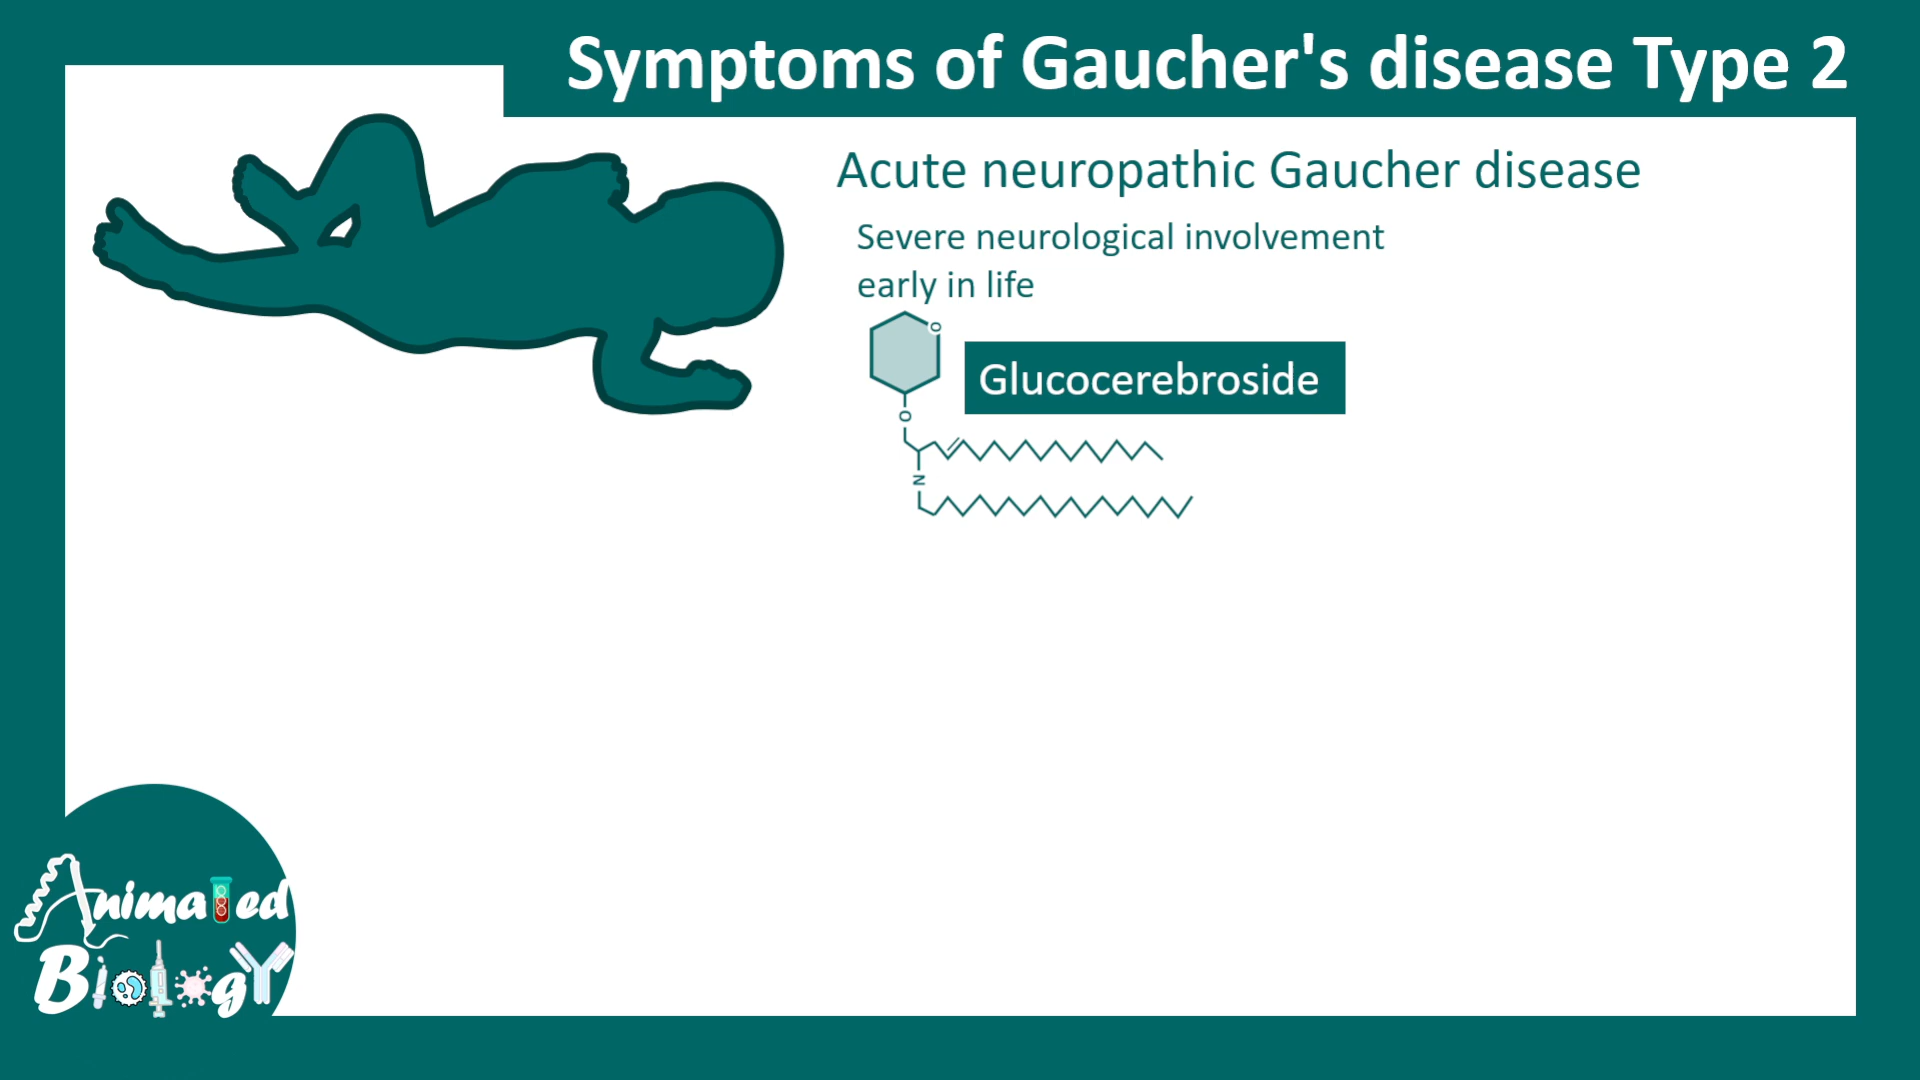 Symptoms of Gaucher's disease Type 2
Acute neuropathic Gaucher disease
Severe neurological involvement
early in life
O
Glucocerebroside
O
N
Animated
Biology